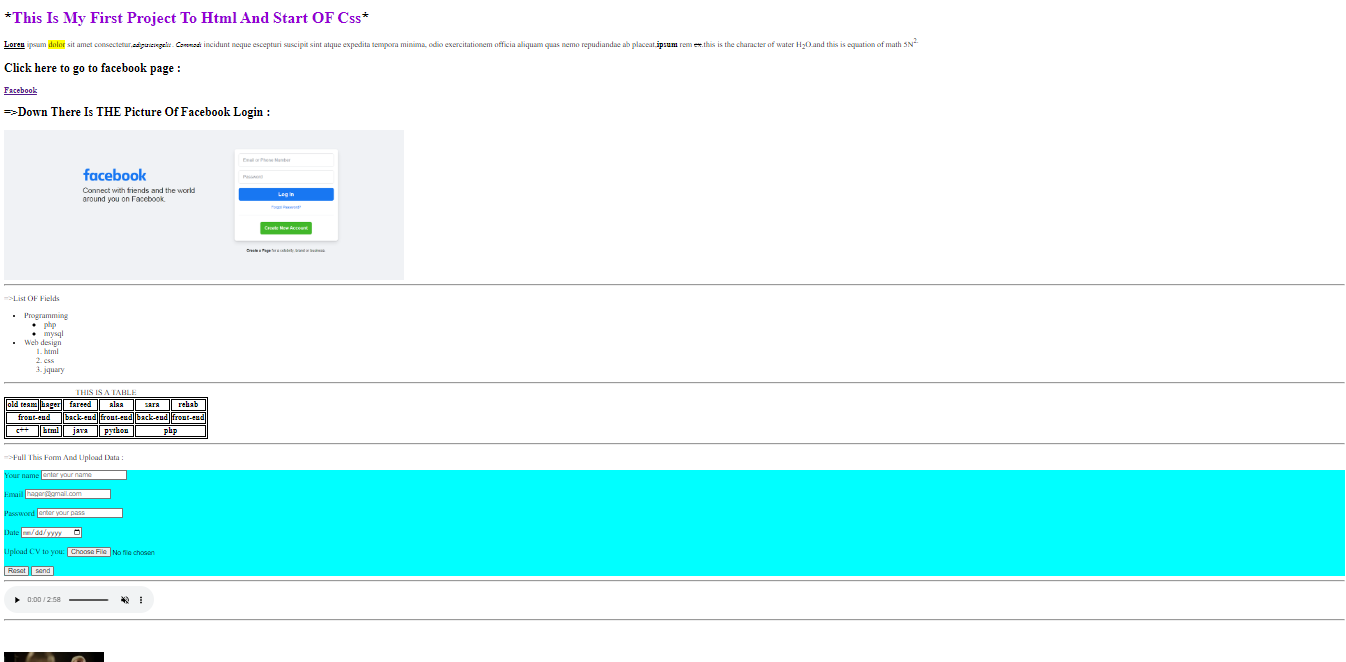 *This Is My First Project To Html And Start OF Css*
Loren ipsum dolor sit amet consectetur,adipisicingelit. Commodi incidunt neque excepturi suscipit sint atque expedita tempora minima, odio exercitationem officia aliquam quas nemo repudiandae ab placeat,ipsum rem ex.this is the character of water H2O.and this is equation of math 5N2.
Click here to go to facebook page :
Facebook
=>Down There Is THE Picture Of Facebook Login :
Email or Phone Number
facebook
Password
Connect with friends and the world
around you on Facebook.
Log In
Forgot Password?
Create New Account
Create a Page for a celebrity, brand or business.
=>List OF Fields
Programming
php
mysql
Web design
1. html
2. css
3. jquary
THIS IS A TABLE
old team hager fareed alaa sara rehab
front-end back-end front-end back-end front-end
c++ html java python php
=>Full This Form And Upload Data :
Your name enter your name
Email hager@gmail.com
Password enter your pass
Date mm/dd/yyyy
Upload CV to you: Choose File No file chosen
Reset send
0:00 / 2:58